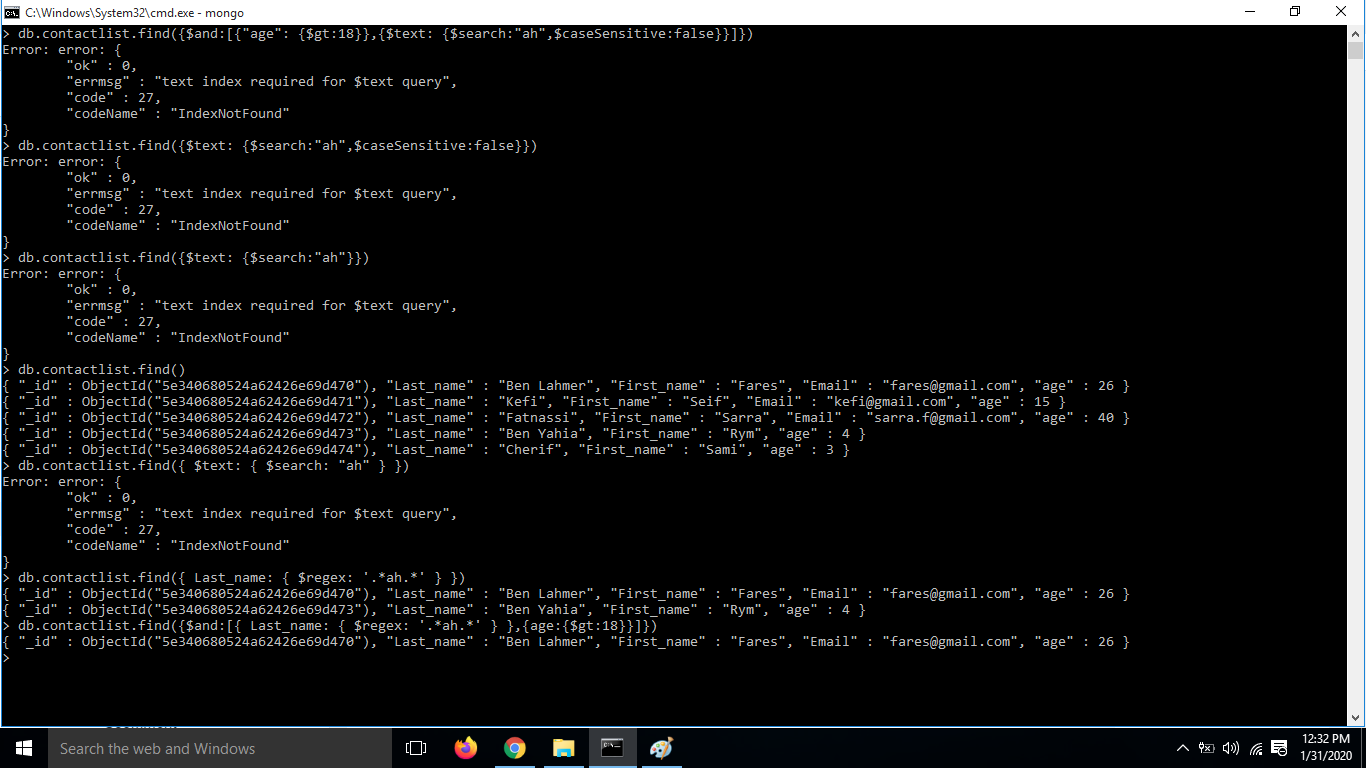 C:\Windows\System32\cmd.exe - mongo
> db.contactlist.find({$and:[{"age": {$gt:18}},{$text: {$search:"ah",$caseSensitive:false}}]})
Error: error: {
        "ok" : 0,
        "errmsg" : "text index required for $text query",
        "code" : 27,
        "codeName" : "IndexNotFound"
}
> db.contactlist.find({$text: {$search:"ah",$caseSensitive:false}})
Error: error: {
        "ok" : 0,
        "errmsg" : "text index required for $text query",
        "code" : 27,
        "codeName" : "IndexNotFound"
}
> db.contactlist.find({$text: {$search:"ah"}})
Error: error: {
        "ok" : 0,
        "errmsg" : "text index required for $text query",
        "code" : 27,
        "codeName" : "IndexNotFound"
}
> db.contactlist.find()
{ "_id" : ObjectId("5e340680524a62426e69d470"), "Last_name" : "Ben Lahmer", "First_name" : "Fares", "Email" : "fares@gmail.com", "age" : 26 }
{ "_id" : ObjectId("5e340680524a62426e69d471"), "Last_name" : "Kefi", "First_name" : "Seif", "Email" : "kefi@gmail.com", "age" : 15 }
{ "_id" : ObjectId("5e340680524a62426e69d472"), "Last_name" : "Fatnassi", "First_name" : "Sarra", "Email" : "sarra.f@gmail.com", "age" : 40 }
{ "_id" : ObjectId("5e340680524a62426e69d473"), "Last_name" : "Ben Yahia", "First_name" : "Rym", "age" : 4 }
{ "_id" : ObjectId("5e340680524a62426e69d474"), "Last_name" : "Cherif", "First_name" : "Sami", "age" : 3 }
> db.contactlist.find({ $text: { $search: "ah" } })
Error: error: {
        "ok" : 0,
        "errmsg" : "text index required for $text query",
        "code" : 27,
        "codeName" : "IndexNotFound"
}
> db.contactlist.find({ Last_name: { $regex: '.*ah.*' } })
{ "_id" : ObjectId("5e340680524a62426e69d470"), "Last_name" : "Ben Lahmer", "First_name" : "Fares", "Email" : "fares@gmail.com", "age" : 26 }
{ "_id" : ObjectId("5e340680524a62426e69d473"), "Last_name" : "Ben Yahia", "First_name" : "Rym", "age" : 4 }
> db.contactlist.find({$and:[{ Last_name: { $regex: '.*ah.*' } },{age:{$gt:18}}]})
{ "_id" : ObjectId("5e340680524a62426e69d470"), "Last_name" : "Ben Lahmer", "First_name" : "Fares", "Email" : "fares@gmail.com", "age" : 26 }
>
Search the web and Windows
12:32 PM
1/31/2020